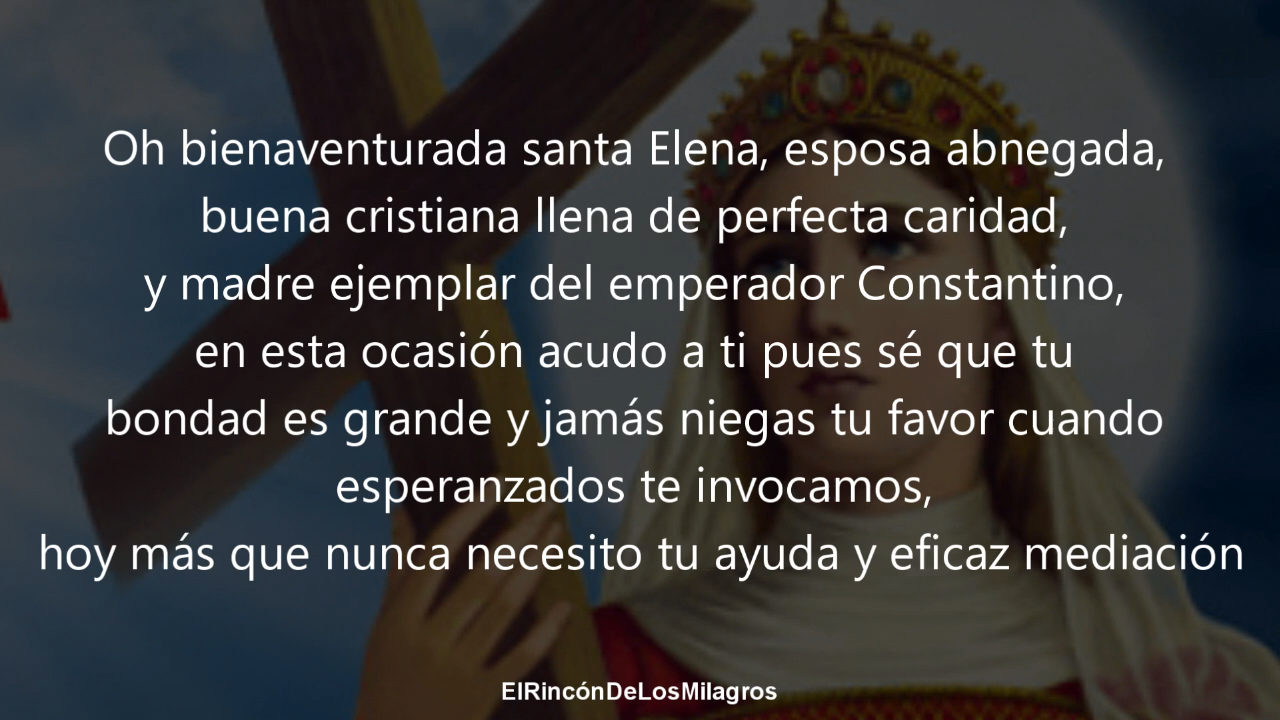 Oh bienaventurada santa Elena, esposa abnegada,
buena cristiana llena de perfecta caridad,
y madre ejemplar del emperador Constantino,
en esta ocasión acudo a ti pues sé que tu
bondad es grande y jamás niegas tu favor cuando
esperanzados te invocamos,
hoy más que nunca necesito tu ayuda y eficaz mediación
ElRincónDeLosMilagros